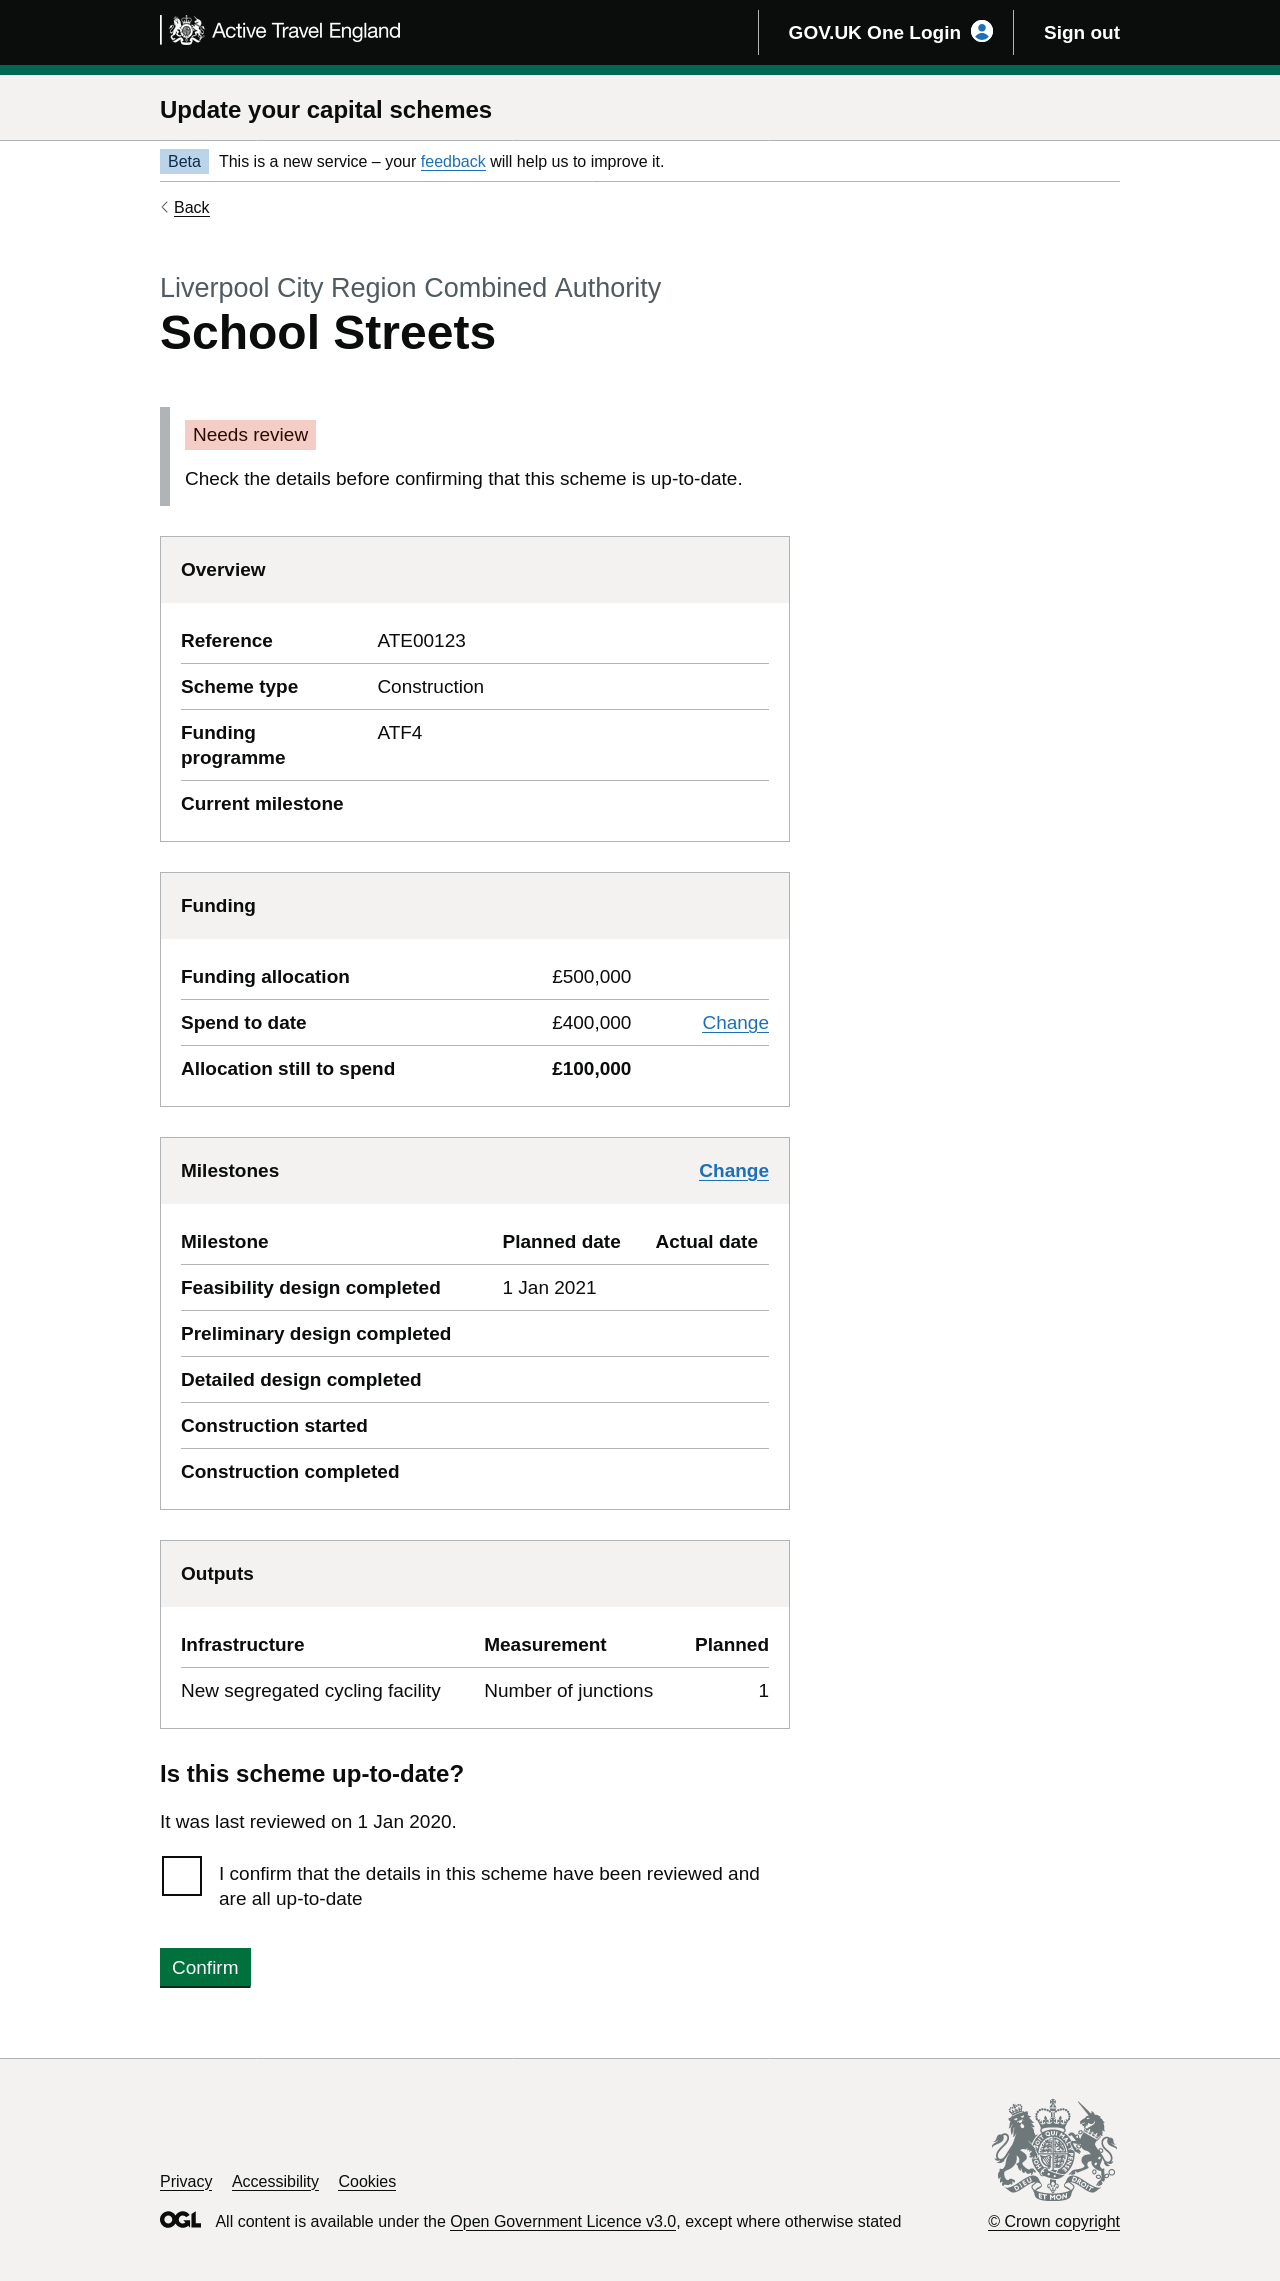 Active Travel England
GOV.UK One Login
Sign out
Update your capital schemes
Beta This is a new service – your feedback will help us to improve it.
Back
Liverpool City Region Combined Authority
School Streets
Needs review
Check the details before confirming that this scheme is up-to-date.
Overview
Reference ATE00123
Scheme type Construction
Funding programme ATF4
Current milestone
Funding
Funding allocation £500,000
Spend to date £400,000 Change
Allocation still to spend £100,000
Milestones Change
Milestone Planned date Actual date
Feasibility design completed 1 Jan 2021
Preliminary design completed
Detailed design completed
Construction started
Construction completed
Outputs
Infrastructure Measurement Planned
New segregated cycling facility Number of junctions 1
Is this scheme up-to-date?
It was last reviewed on 1 Jan 2020.
I confirm that the details in this scheme have been reviewed and
are all up-to-date
Confirm
Privacy Accessibility Cookies
OGL All content is available under the Open Government Licence v3.0, except where otherwise stated
© Crown copyright